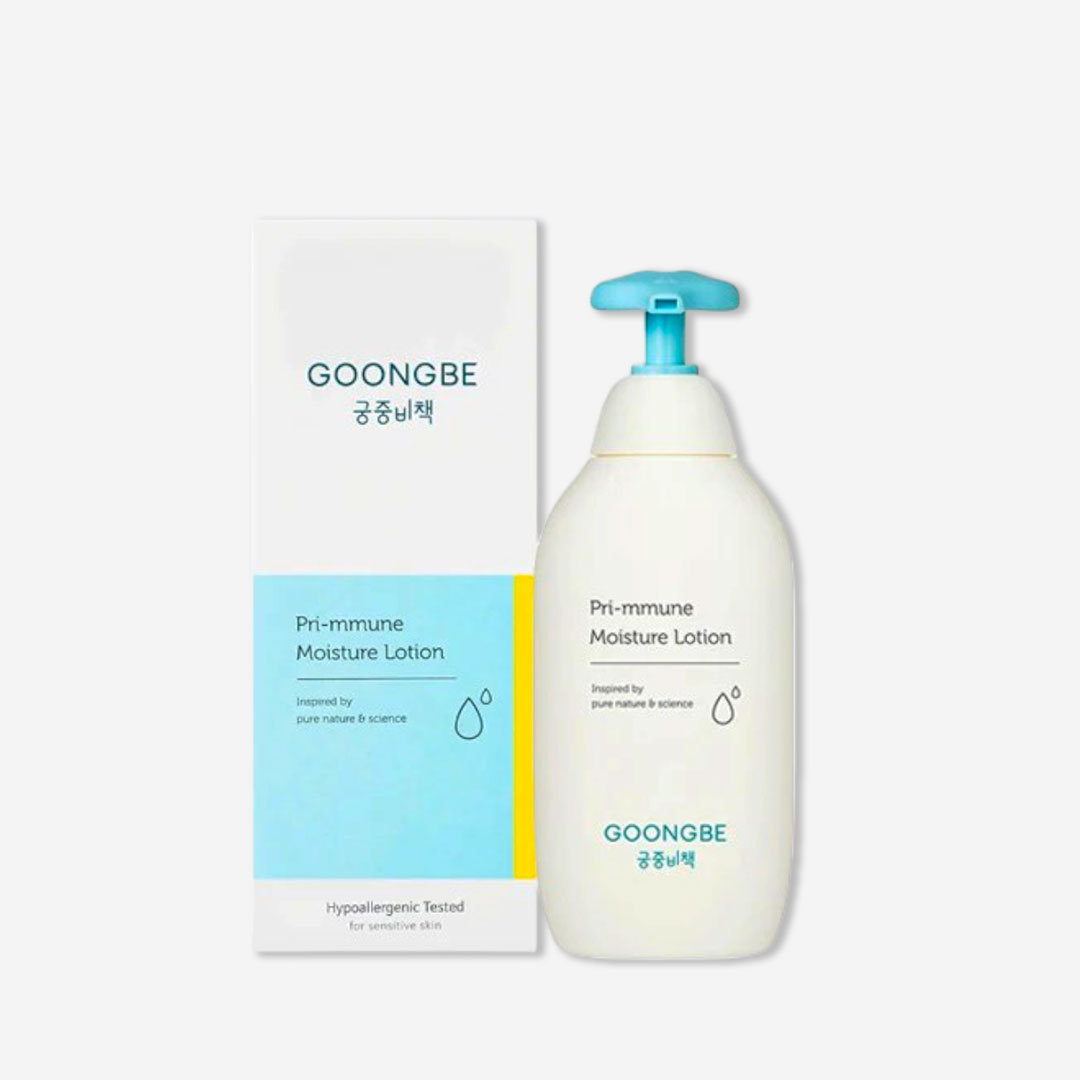 GOONGBE
궁중비책
Pri-mmune
Moisture Lotion
Inspired by
pure nature & science
Hypoallergenic Tested
for sensitive skin
Pri-mmune
Moisture Lotion
Inspired by
pure nature & science
GOONGBE
궁중비책